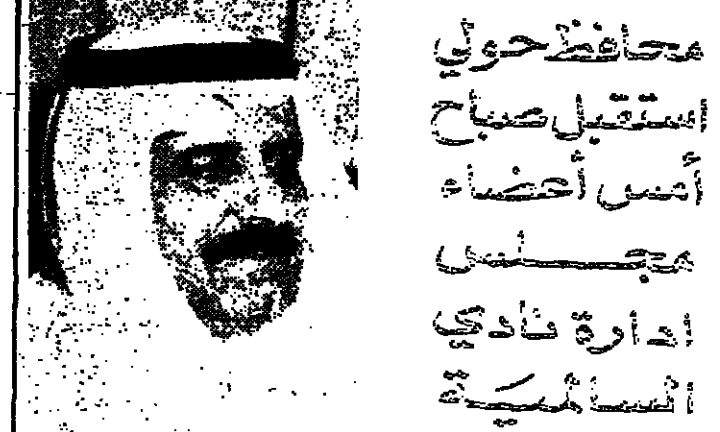 محافظ حولي
استقبل صباح
أمس أعضاء
مجلس
ادارة نادي
السالمية